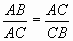 AB/AC = AC/CB